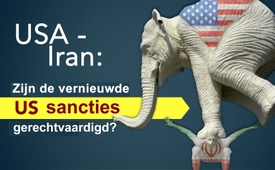 USA -
Iran:
Zijn de vernieuwde
US sancties
gerechtvaardigd?